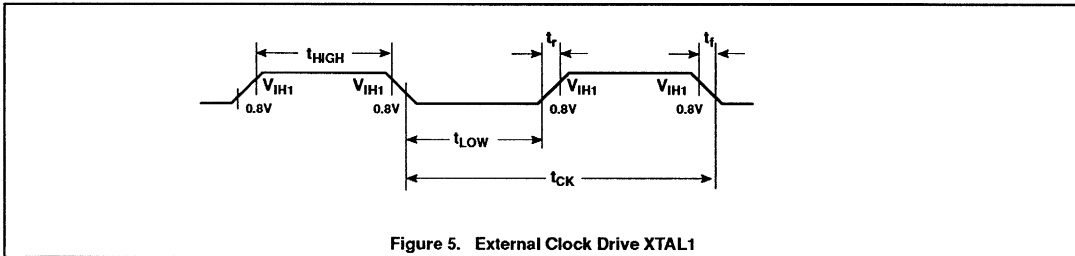 tHIGH
tr
tf
VIH1
VIH1
VIH1
VIH1
0.8V
0.8V
0.8V
0.8V
tLOW
tCK
Figure 5. External Clock Drive XTAL1